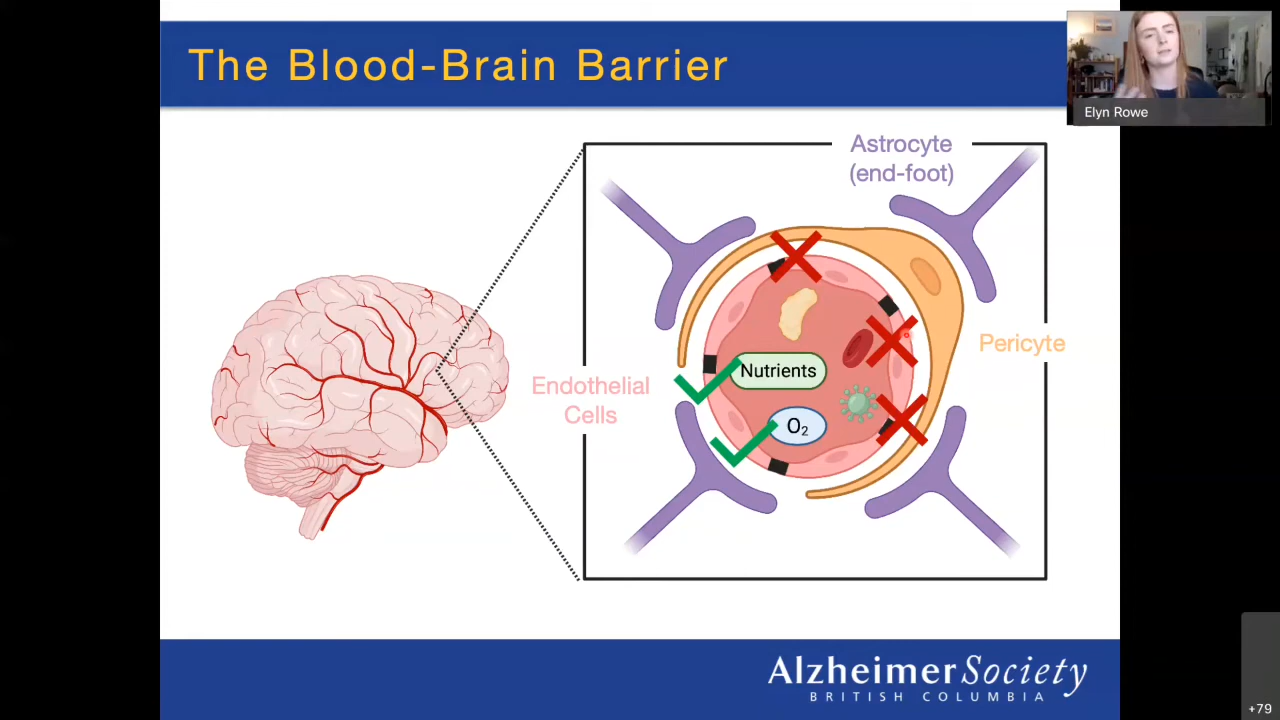 The Blood-Brain Barrier
Elyn Rowe
Astrocyte
(end-foot)
Pericyte
Endothelial
Cells
Nutrients
O₂
Alzheimer Society
BRITISH COLUMBIA
+79